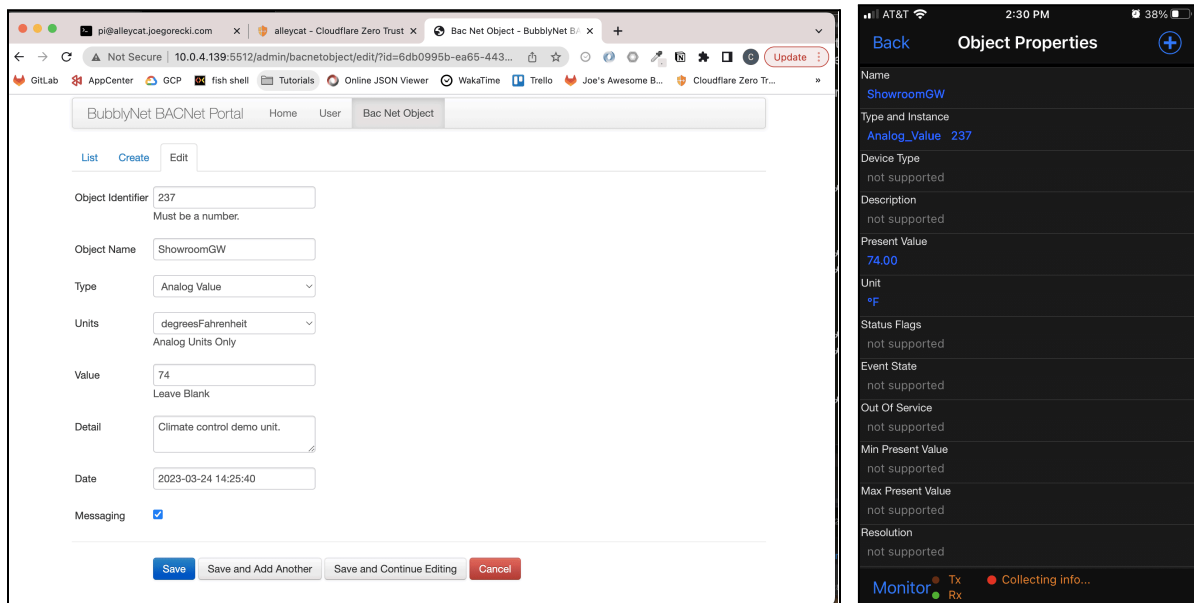 pi@alleycat.joegorecki.com
alleycat - Cloudflare Zero Trust
Bac Net Object - BubblyNet BA
Not Secure | 10.0.4.139:5512/admin/bacnetobject/edit/?id=6db0995b-ea65-443...
C
Update
GitLab AppCenter GCP fish shell Tutorials Online JSON Viewer WakaTime Trello Joe's Awesome B... Cloudflare Zero Tr... »
BubblyNet BACNet Portal Home User Bac Net Object
List Create Edit
Object Identifier 237
Must be a number.
Object Name ShowroomGW
Type Analog Value
Units degreesFahrenheit
Analog Units Only
Value 74
Leave Blank
Detail Climate control demo unit.
Date 2023-03-24 14:25:40
Messaging
Save Save and Add Another Save and Continue Editing Cancel
AT&T 2:30 PM 38%
Back Object Properties
Name
ShowroomGW
Type and Instance
Analog_Value 237
Device Type
not supported
Description
not supported
Present Value
74.00
Unit
°F
Status Flags
not supported
Event State
not supported
Out Of Service
not supported
Min Present Value
not supported
Max Present Value
not supported
Resolution
not supported
Monitor Tx Collecting info...
Rx